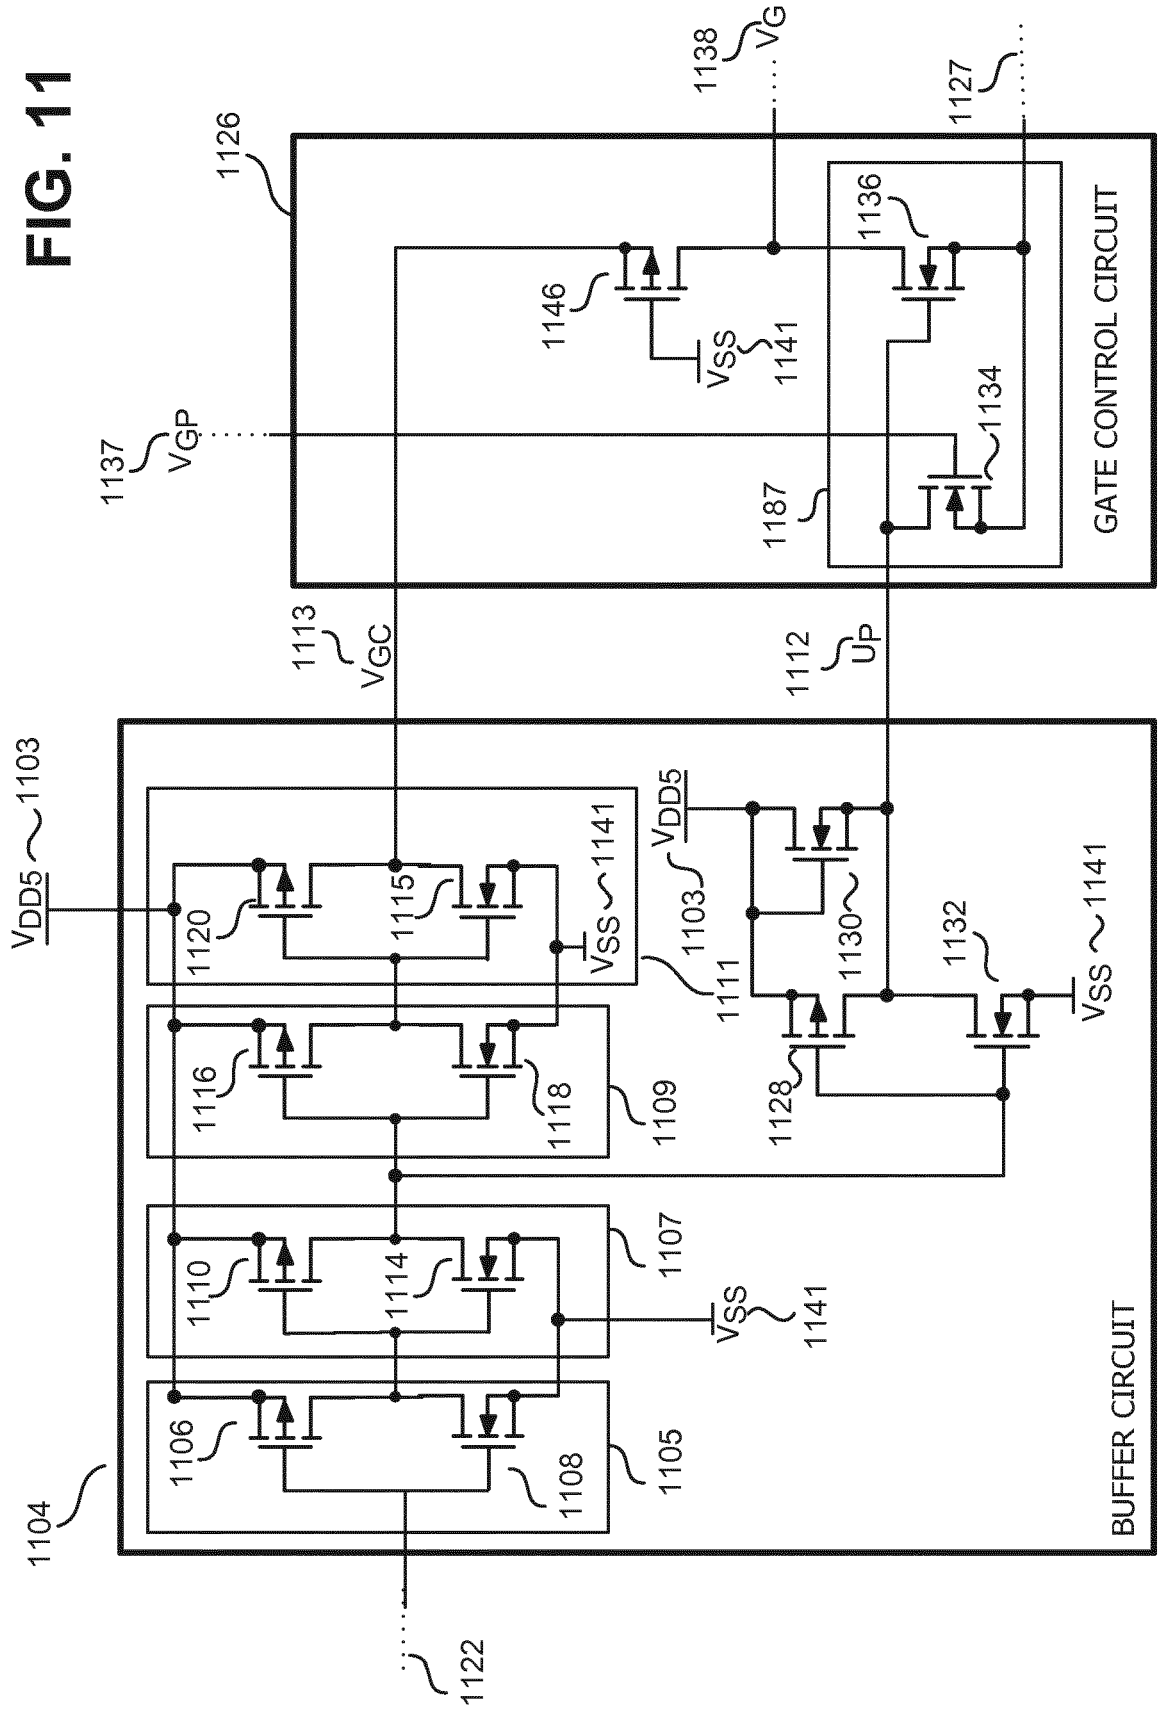 FIG. 11
1104
1122
BUFFER CIRCUIT
VDD5 1103
1106
1108
1105
1110
1114
1107
VSS
1141
1116
1118
1109
1120
1115
VSS 1141
1111
1128
1103 VDD5
1130
1132
VSS 1141
1113
VGC
1112
UP
1126
1137
VGP
1146
VSS
1141
1187
1134
1136
GATE CONTROL CIRCUIT
1138
VG
1127